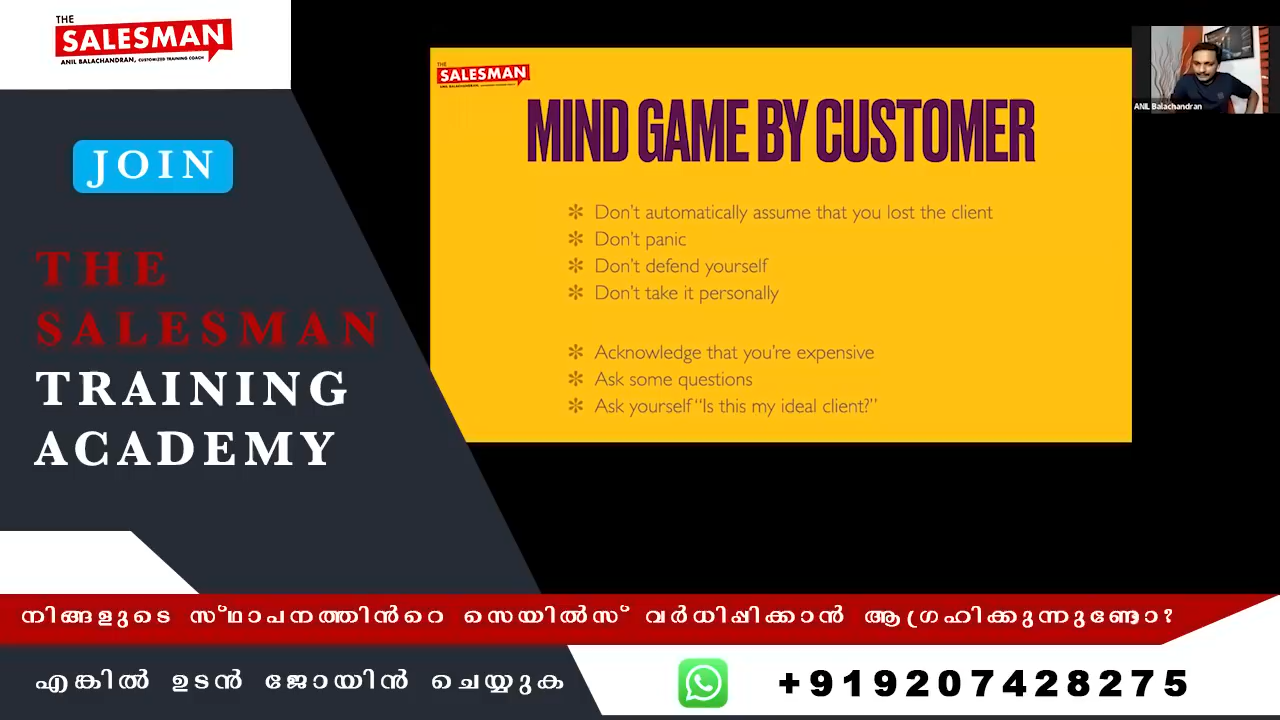 THE
SALESMAN
ANIL BALACHANDRAN, CUSTOMIZED TRAINING COACH
JOIN
THE
SALESMAN
TRAINING
ACADEMY
THE
SALESMAN
MIND GAME BY CUSTOMER
✻ Don't automatically assume that you lost the client
✻ Don't panic
✻ Don't defend yourself
✻ Don't take it personally
✻ Acknowledge that you're expensive
✻ Ask some questions
✻ Ask yourself "Is this my ideal client?"
ANIL Balachandran
നിങ്ങളുടെ സ്ഥാപനത്തിൻറെ സെയിൽസ് വർധിപ്പിക്കാൻ ആഗ്രഹിക്കുന്നുണ്ടോ?
എങ്കിൽ ഉടൻ ജോയിൻ ചെയ്യുക
+919207428275